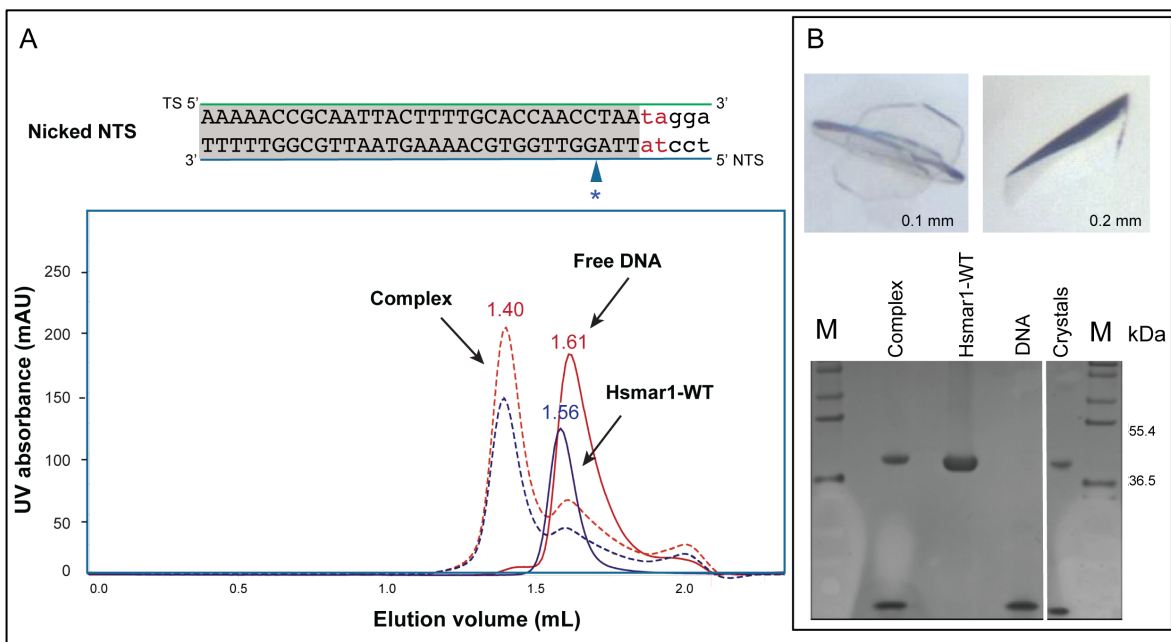 A
TS 5’ 3’
AAAAACCGCAATTACTTTTGCACCAACCTAAtagga
Nicked NTS
TTTTTGGCGTTAATGAAAACGTGGTTGGATTatcct
3’ 5’ NTS
*
UV absorbance (mAU)
250
200
150
100
50
0
Complex
1.40
Free DNA
1.61
Hsmar1-WT
1.56
0.0 0.5 1.0 1.5 2.0
Elution volume (mL)
B
0.1 mm
0.2 mm
M Complex Hsmar1-WT DNA Crystals M kDa
55.4
36.5